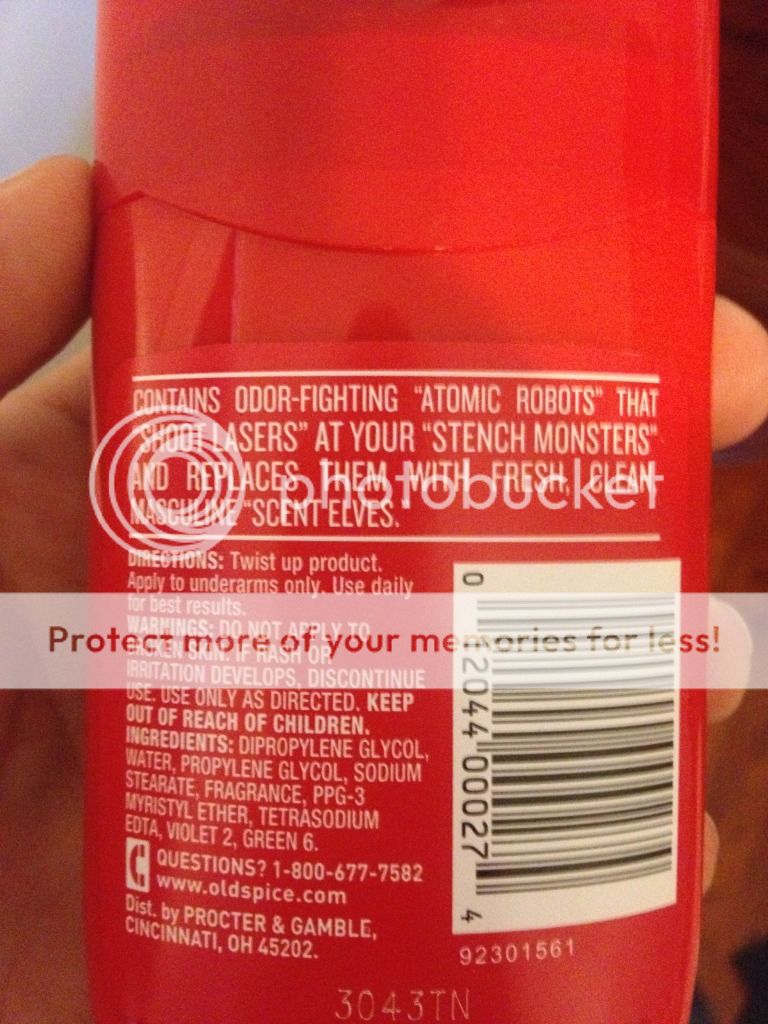 CONTAINS ODOR-FIGHTING "ATOMIC ROBOTS" THAT
"SHOOT LASERS" AT YOUR "STENCH MONSTERS"
AND REPLACES THEM WITH FRESH, CLEAN,
MASCULINE "SCENT ELVES."
photobucket
DIRECTIONS: Twist up product.
Apply to underarms only. Use daily
for best results.
WARNINGS: DO NOT APPLY TO
Protect more of your memories for less!
BROKEN SKIN. IF RASH OR
IRRITATION DEVELOPS, DISCONTINUE
USE. USE ONLY AS DIRECTED. KEEP
OUT OF REACH OF CHILDREN.
INGREDIENTS: DIPROPYLENE GLYCOL,
WATER, PROPYLENE GLYCOL, SODIUM
STEARATE, FRAGRANCE, PPG-3
MYRISTYL ETHER, TETRASODIUM
EDTA, VIOLET 2, GREEN 6.
QUESTIONS? 1-800-677-7582
www.oldspice.com
Dist. by PROCTER & GAMBLE,
CINCINNATI, OH 45202.
0 12044 00027 4
92301561
3043TN